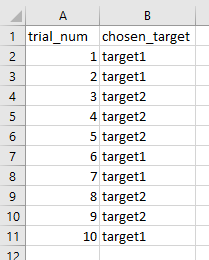 A B
1 trial_num chosen_target
2 1 target1
3 2 target1
4 3 target2
5 4 target2
6 5 target2
7 6 target1
8 7 target1
9 8 target2
10 9 target2
11 10 target1
12